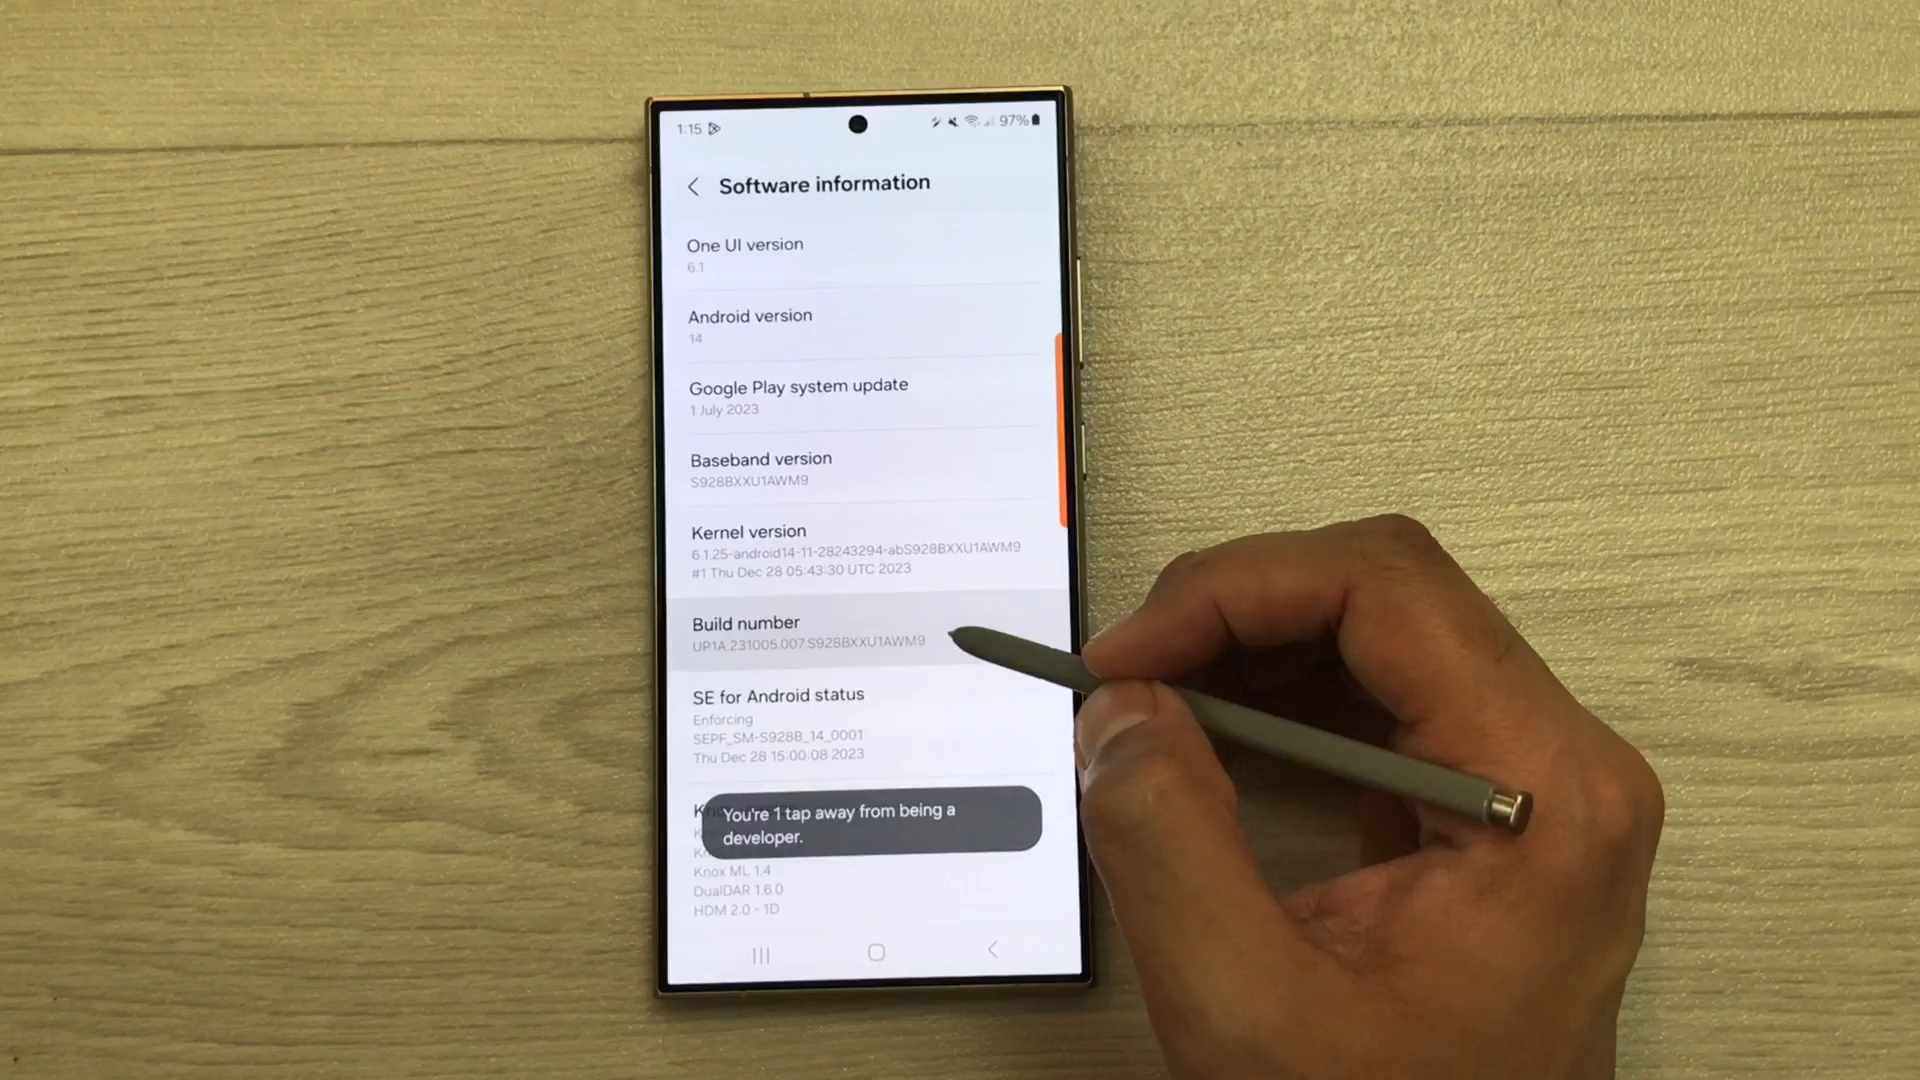 1:15
97%
Software information
One UI version
6.1
Android version
14
Google Play system update
1 July 2023
Baseband version
S928BXXU1AWM9
Kernel version
6.1.25-android14-11-28243294-abS928BXXU1AWM9
#1 Thu Dec 28 05:43:30 UTC 2023
Build number
UP1A.231005.007.S928BXXU1AWM9
SE for Android status
Enforcing
SEPF_SM-S928B_14_0001
Thu Dec 28 15:00:08 2023
You're 1 tap away from being a
developer.
Knox ML 1.4
DualDAR 1.6.0
HDM 2.0 - 1D